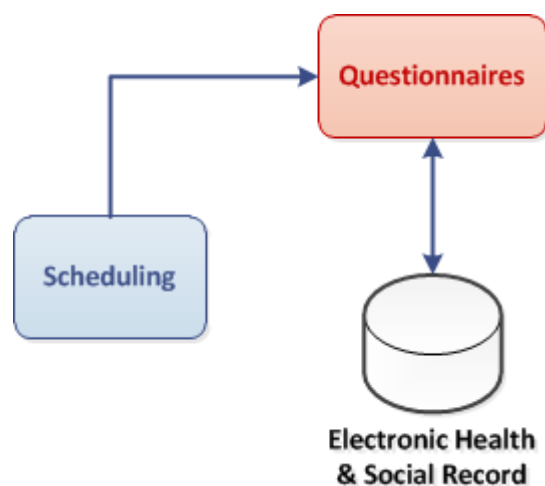 Questionnaires
Scheduling
Electronic Health
& Social Record